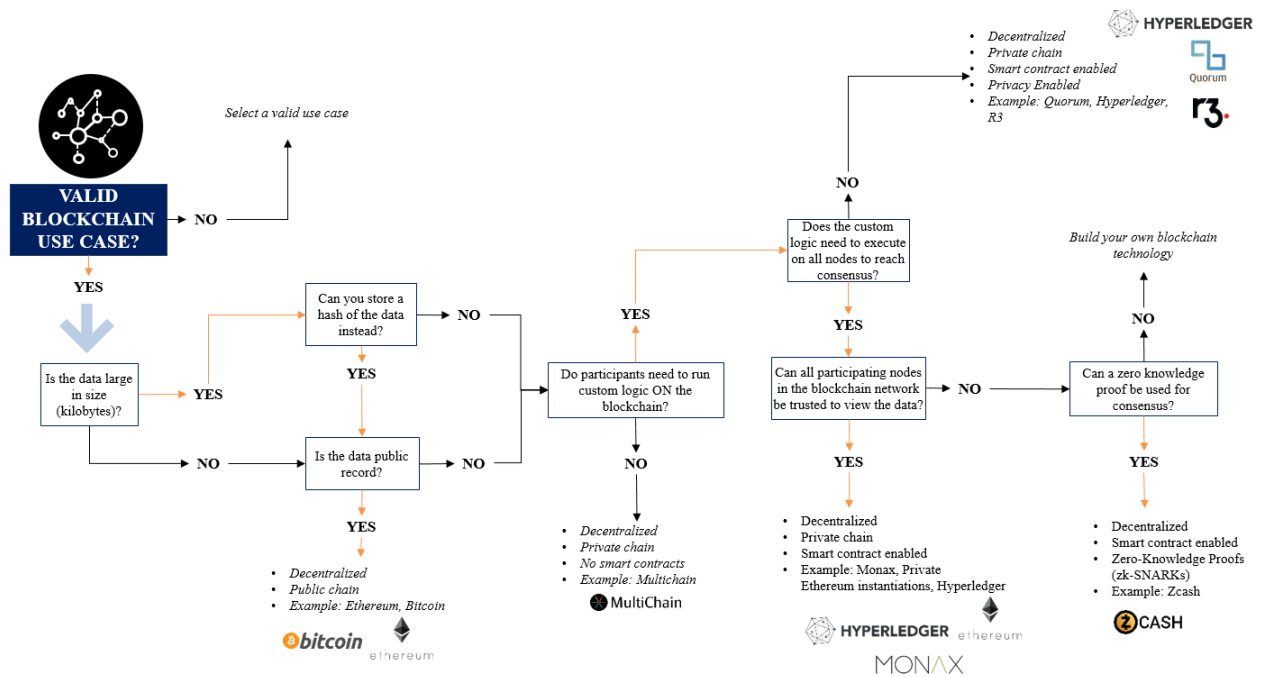 Select a valid use case
VALID
BLOCKCHAIN
USE CASE?
NO
YES
Is the data large
in size
(kilobytes)?
YES
NO
Can you store a
hash of the data
instead?
NO
YES
Is the data public
record?
NO
YES
• Decentralized
• Public chain
• Example: Ethereum, Bitcoin
bitcoin
ethereum
Do participants need to run
custom logic ON the
blockchain?
YES
NO
• Decentralized
• Private chain
• No smart contracts
• Example: Multichain
MultiChain
Does the custom
logic need to execute
on all nodes to reach
consensus?
NO
• Decentralized
• Private chain
• Smart contract enabled
• Privacy Enabled
• Example: Quorum, Hyperledger,
R3
HYPERLEDGER
Quorum
r3.
YES
Can all participating nodes
in the blockchain network
be trusted to view the data?
NO
YES
• Decentralized
• Private chain
• Smart contract enabled
• Example: Monax, Private
Ethereum instantiations, Hyperledger
HYPERLEDGER
ethereum
MONAX
Can a zero knowledge
proof be used for
consensus?
NO
Build your own blockchain
technology
YES
• Decentralized
• Smart contract enabled
• Zero-Knowledge Proofs
(zk-SNARKs)
• Example: Zcash
ZCASH